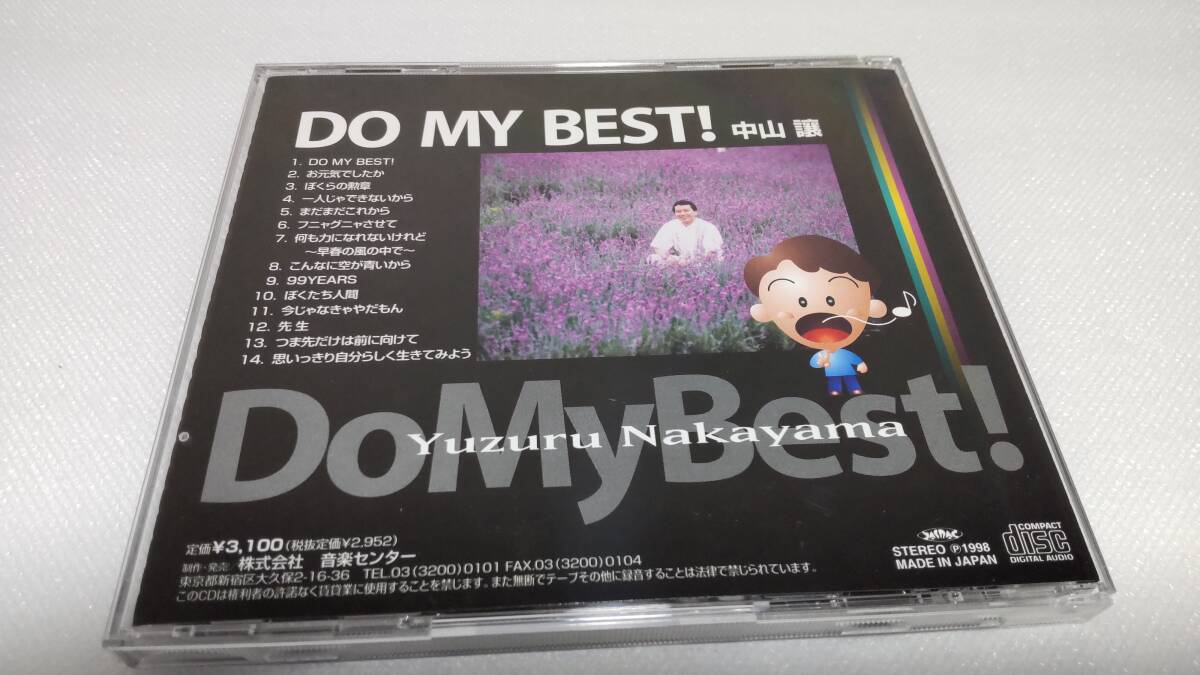 DO MY BEST! 中山 讓
1. DO MY BEST!
2. お元気でしたか
3. ぼくらの勲章
4. 一人じゃできないから
5. まだまだこれから
6. フニャグニャさせて
7. 何も力になれないけれど
～早春の風の中で～
8. こんなに空が青いから
9. 99YEARS
10. ぼくたち人間
11. 今じゃなきゃやだもん
12. 先 生
13. つま先だけは前に向けて
14. 思いっきり自分らしく生きてみよう
DoMyBest!
Yuzuru Nakayama
定価¥3,100(税抜定価¥2,952)
制作・発売/株式会社 音楽センター
東京都新宿区大久保2-16-36 TEL.03(3200)0101 FAX.03(3200)0104
このCDは権利者の許諾なく賃貸業に使用することを禁じます。また無断でテープその他に録音することは法律で禁じられています。
STEREO Ⓟ1998
MADE IN JAPAN
COMPACT
disc
DIGITAL AUDIO